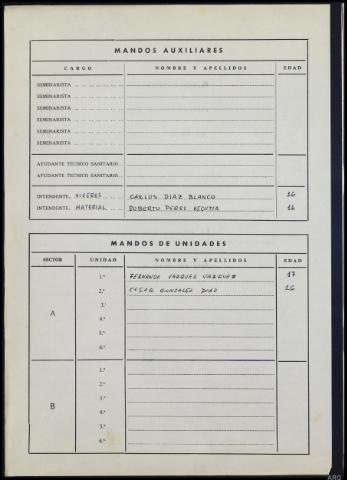 MANDOS AUXILIARES
CARGO NOMBRE Y APELLIDOS EDAD
SEMINARISTA
SEMINARISTA
SEMINARISTA
SEMINARISTA
SEMINARISTA
SEMINARISTA
AYUDANTE TECNICO SANITARIO
AYUDANTE TECNICO SANITARIO
INTENDENTE, VIVERES CARLOS DIAZ BLANCO 16
INTENDENTE, MATERIAL ROBERTO PEREZ 16
MANDOS DE UNIDADES
SECTOR UNIDAD NOMBRE Y APELLIDOS EDAD
1.ª FERNANDO VAZQUEZ VAZQUEZ 17
2.ª CESAR GONZALEZ DIAZ 16
3.ª
A
4.ª
5.ª
6.ª
1.ª
2.ª
3.ª
B
4.ª
5.ª
6.ª
ARQ